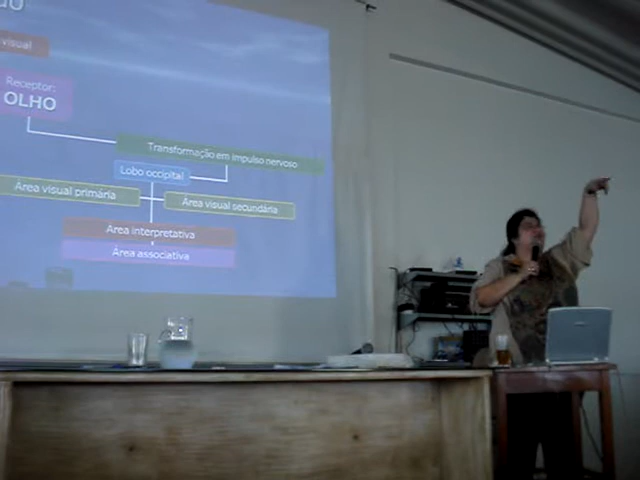 visual
Receptor:
OLHO
Transformação em impulso nervoso
Lobo occipital
Área visual primária
Área visual secundária
Área interpretativa
Área associativa